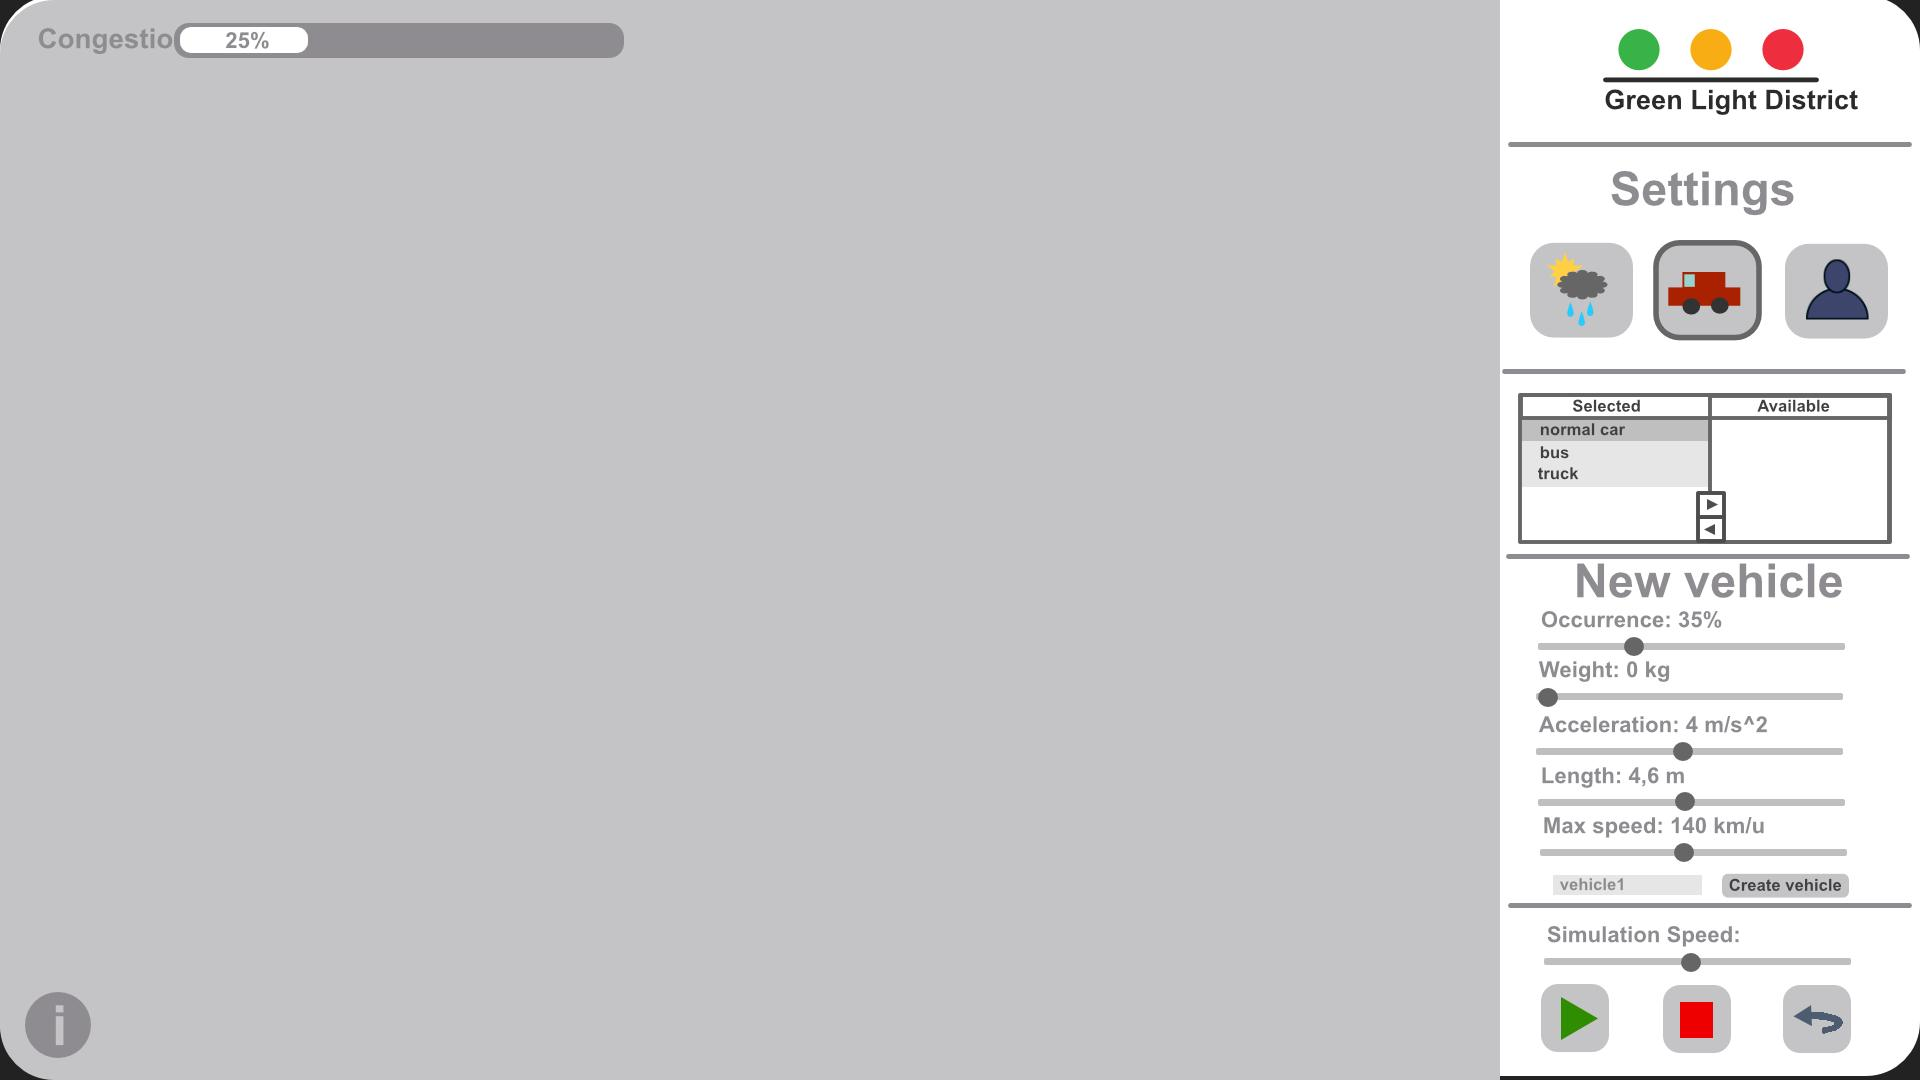 Congestio
25%
Green Light District
Settings
Selected
Available
normal car
bus
truck
New vehicle
Occurrence: 35%
Weight: 0 kg
Acceleration: 4 m/s^2
Length: 4,6 m
Max speed: 140 km/u
vehicle1
Create vehicle
Simulation Speed:
i